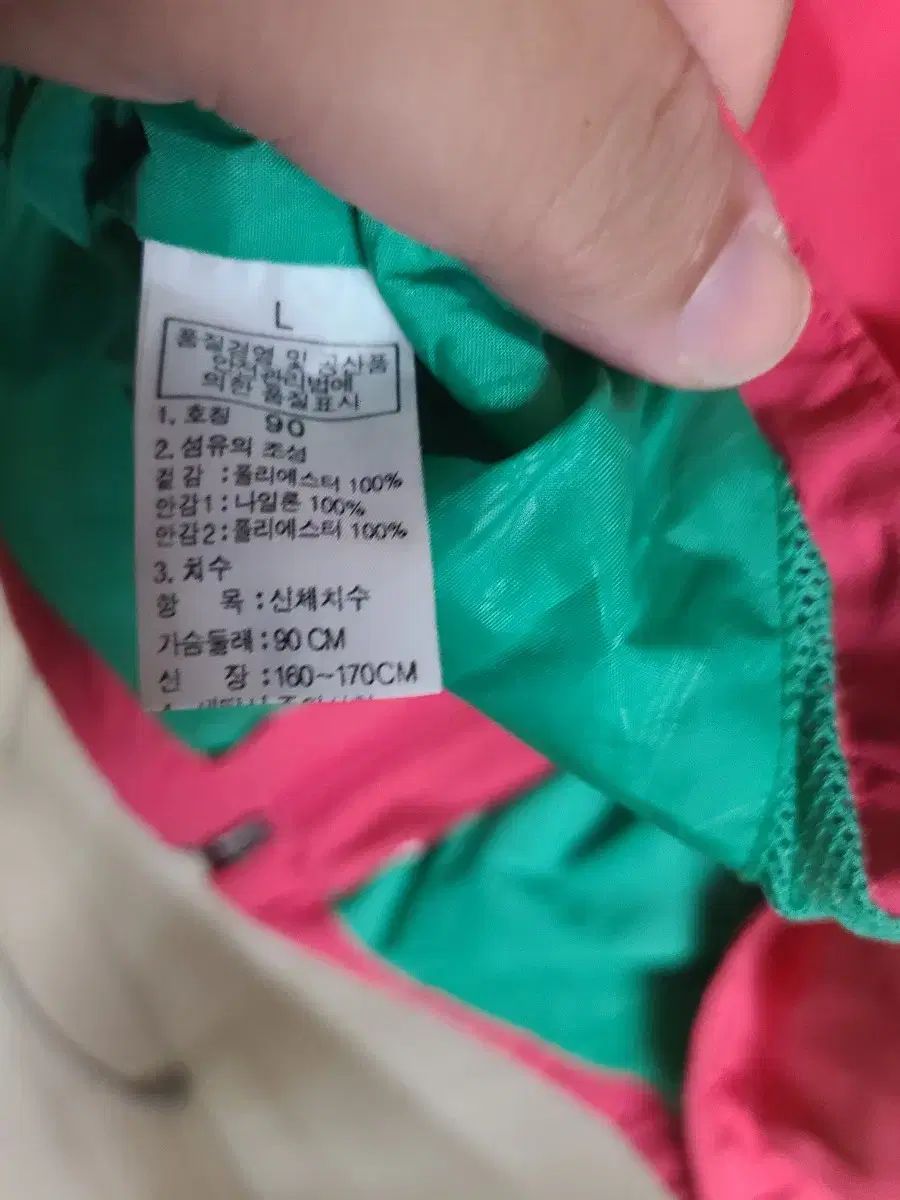 L
품질경영 및 공산품
안전관리법에
의한 품질표시
1. 호칭 90
2. 섬유의 조성
겉 감 : 폴리에스터 100%
안감1 : 나일론 100%
안감2 : 폴리에스터 100%
3. 치수
항 목 : 신체치수
가슴둘레 : 90 CM
신 장 : 160~170CM